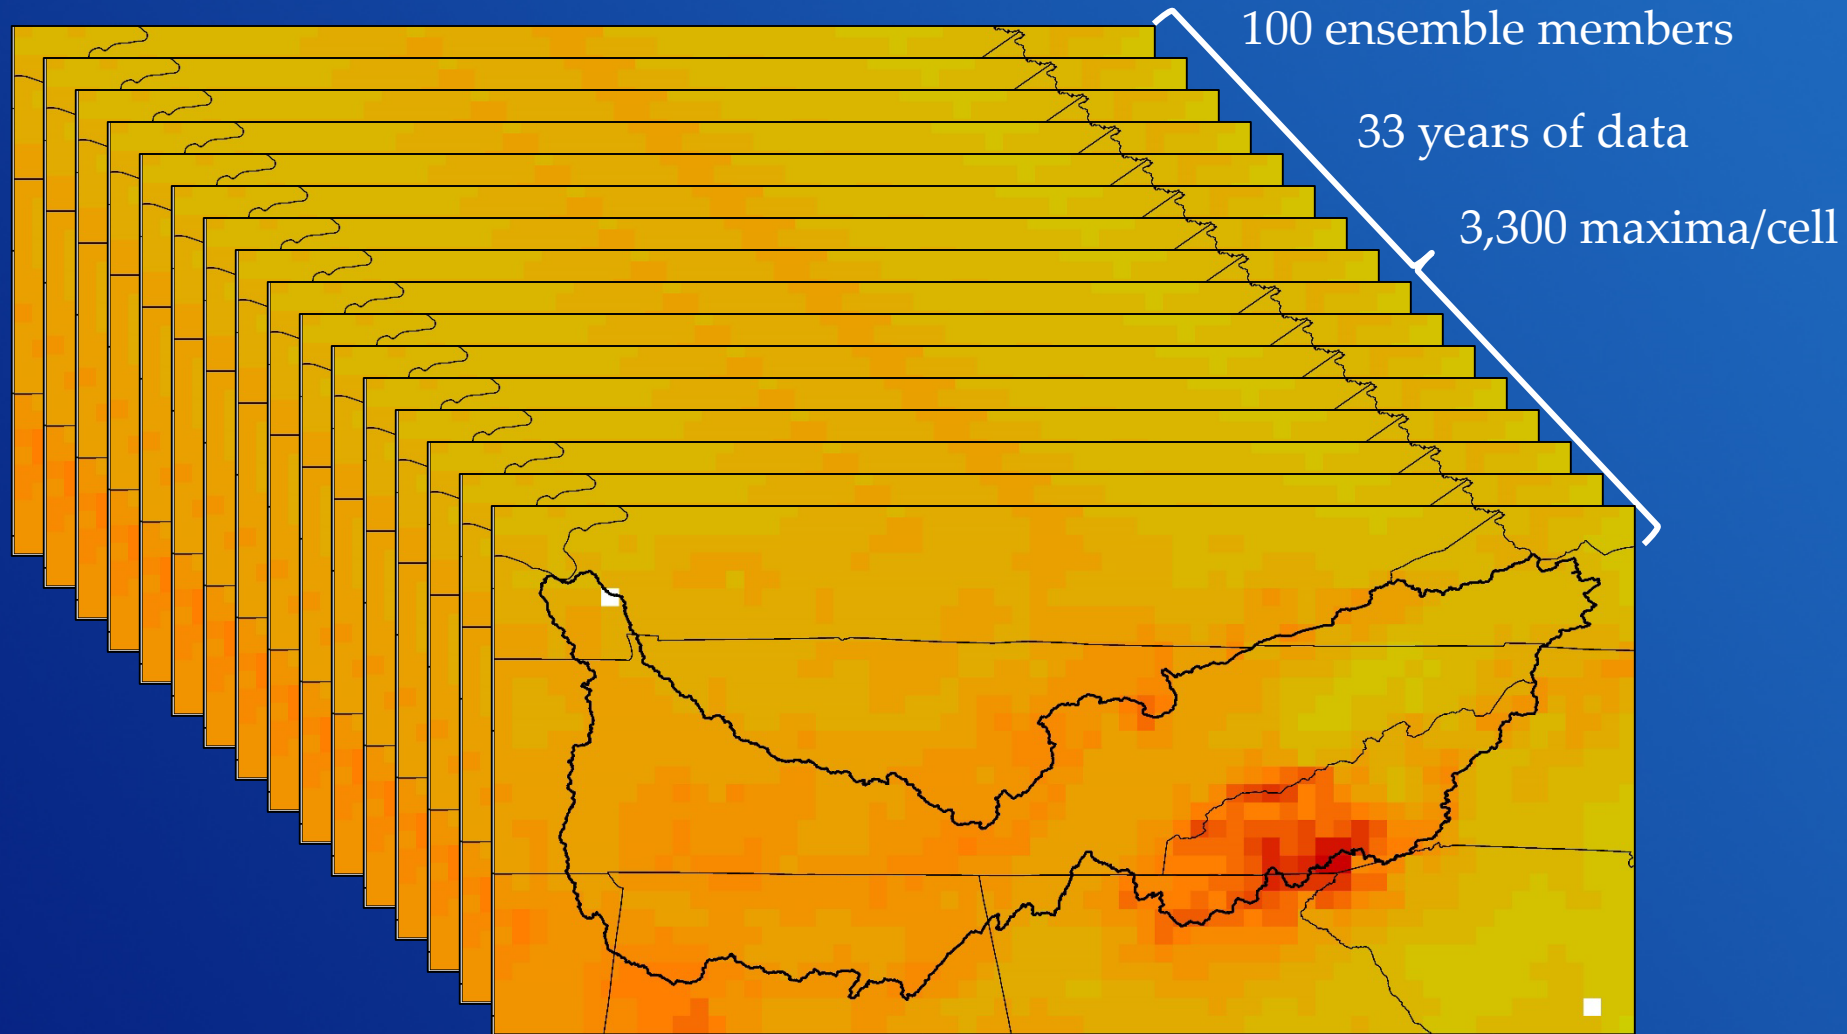 100 ensemble members
33 years of data
3,300 maxima/cell